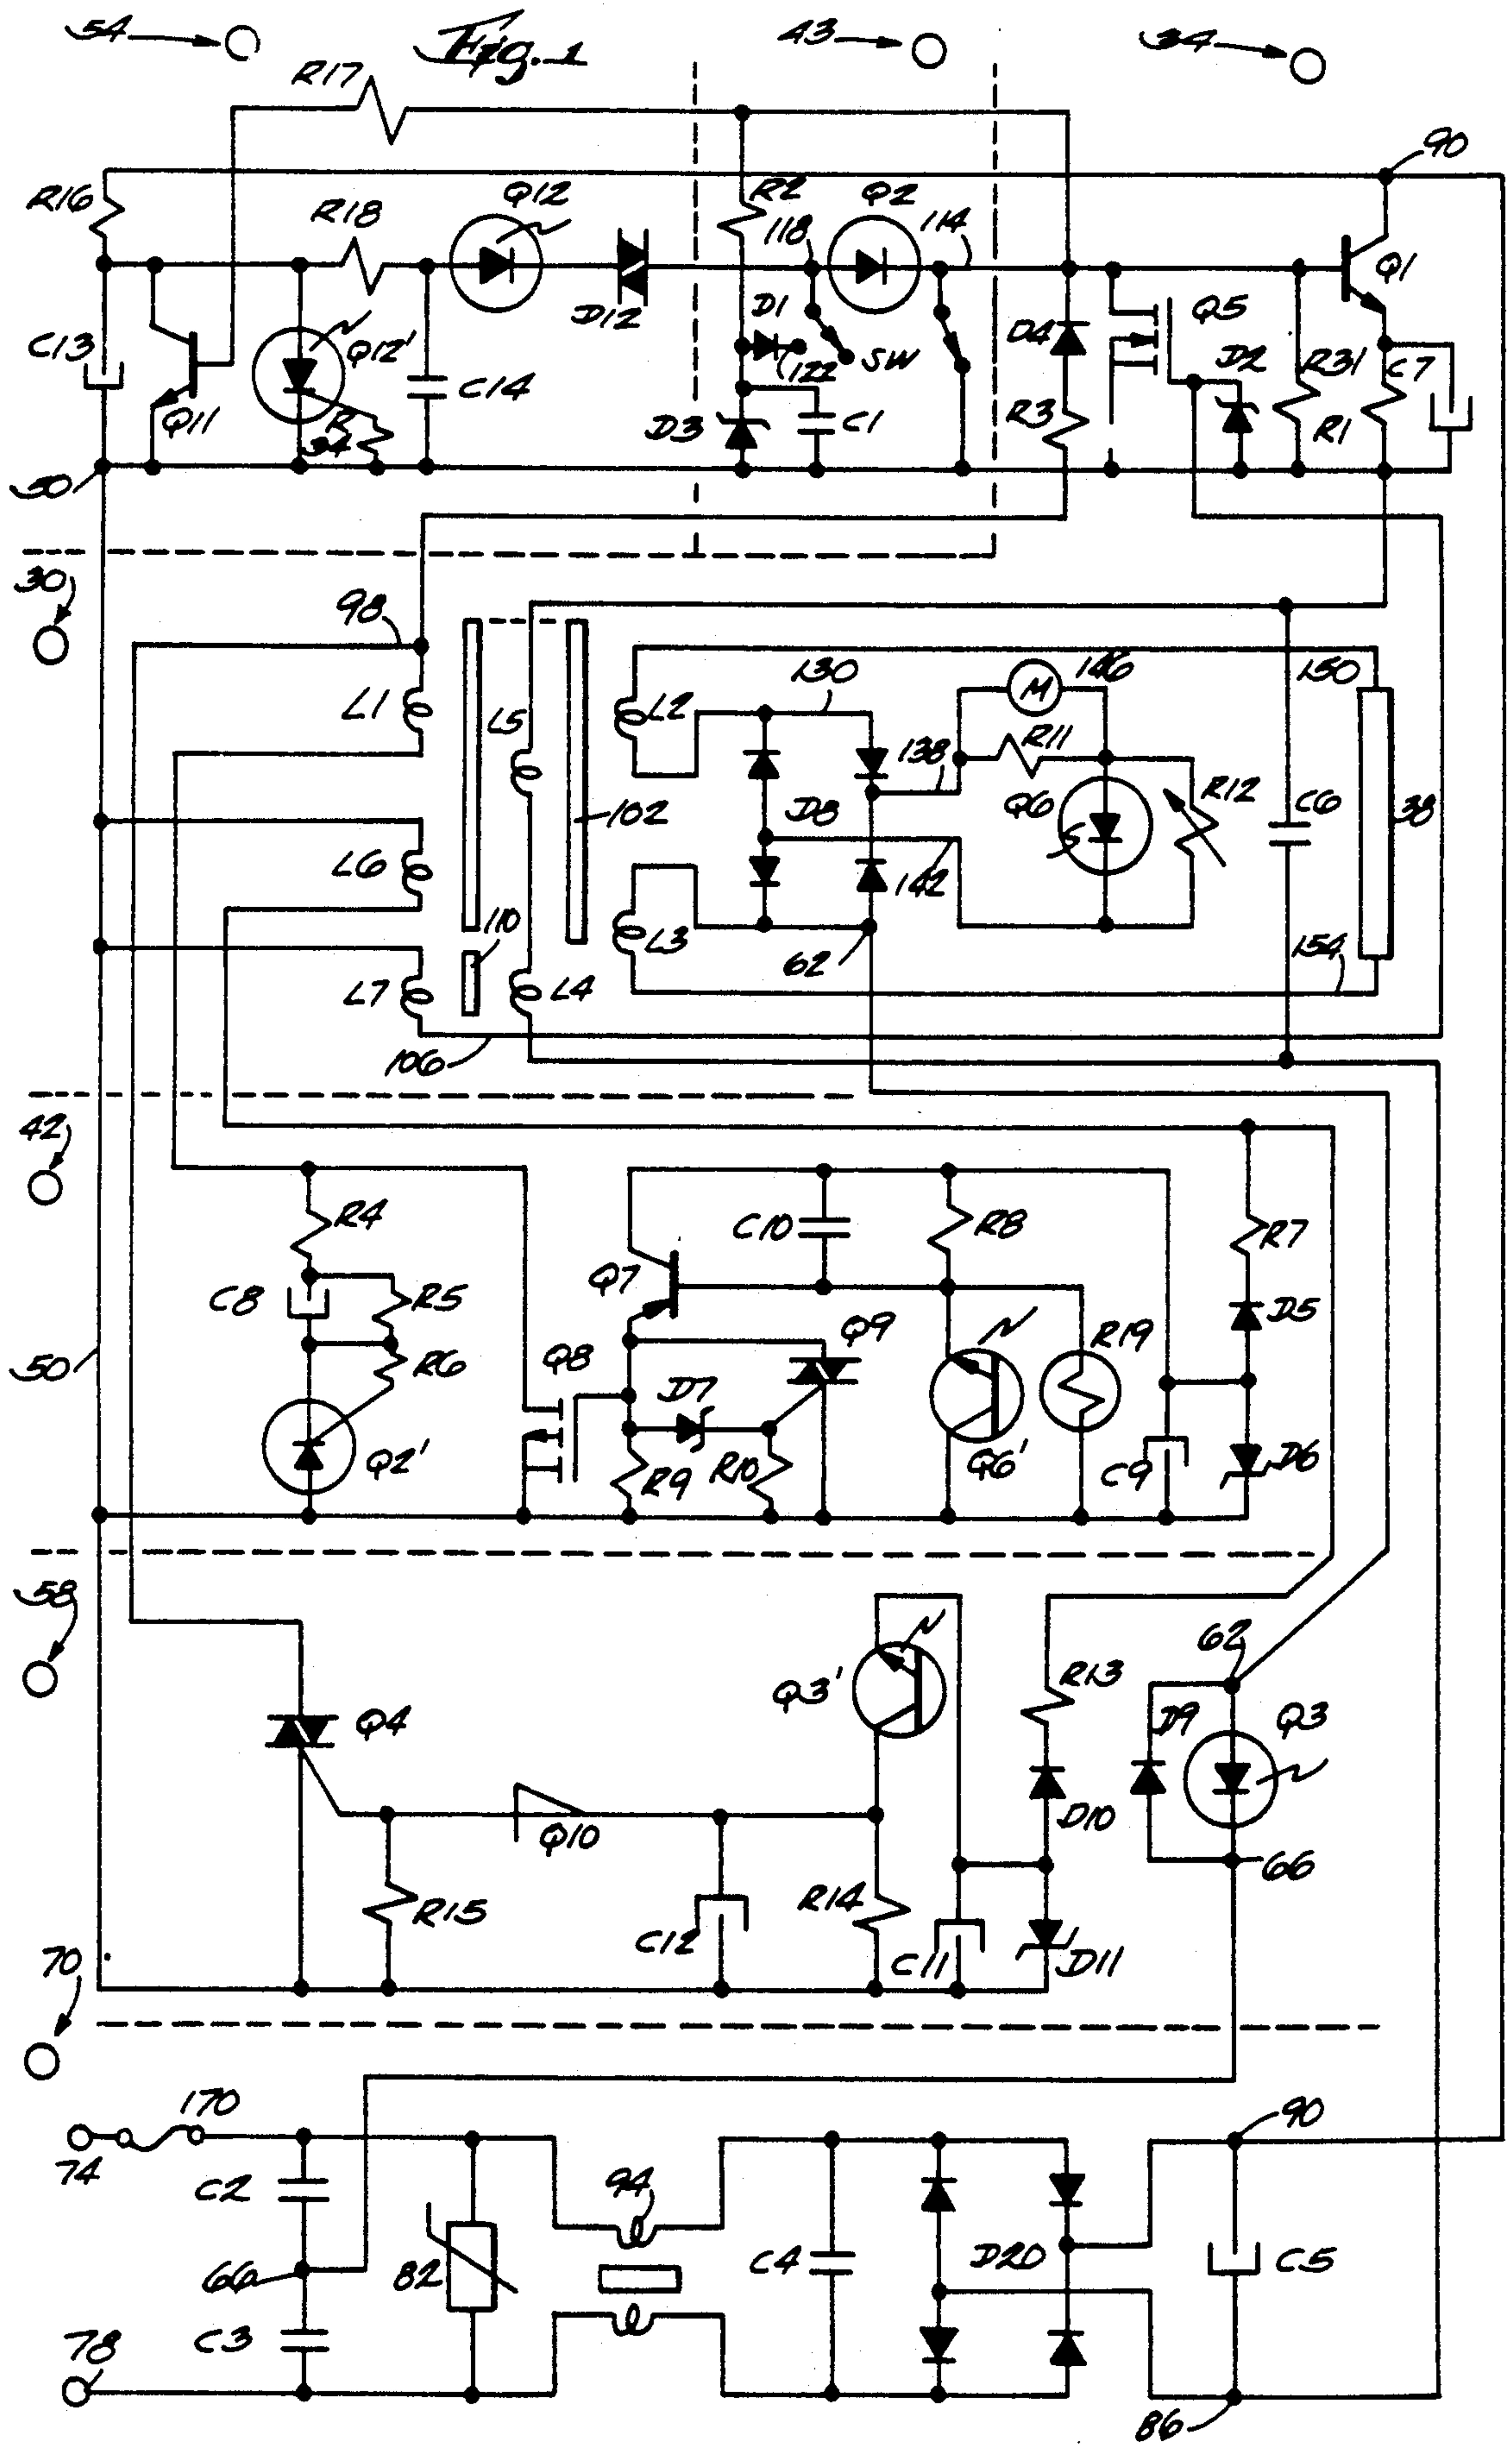 54 Fig. 1 43 34
R17
90
R16 R18 Q12 R2 118 Q2 114 Q1
C13 Q12' D12 D1 D4 Q5 D2 R31 C7
Q11 R34 C14 D3 122 SW C1 R3 R1
50
30
98 130 146 150
L1 L5 L2 138 R11
102 D8 Q6 R12 C6 38
L6 142
110 L3 62 154
L7 L4
106
42
R4 C10 R8 R7
C8 R5 Q7 Q9 R19 D5
50 R6 Q8 D7
Q2' R9 R10 Q6' C9 D6
58
62
Q3' R13 D9 Q3
Q4
Q10 D10 66
R15 C12 R14 C11 D11
70
170 90
74 C2 94
66 82 C4 D20 C5
78 C3
86